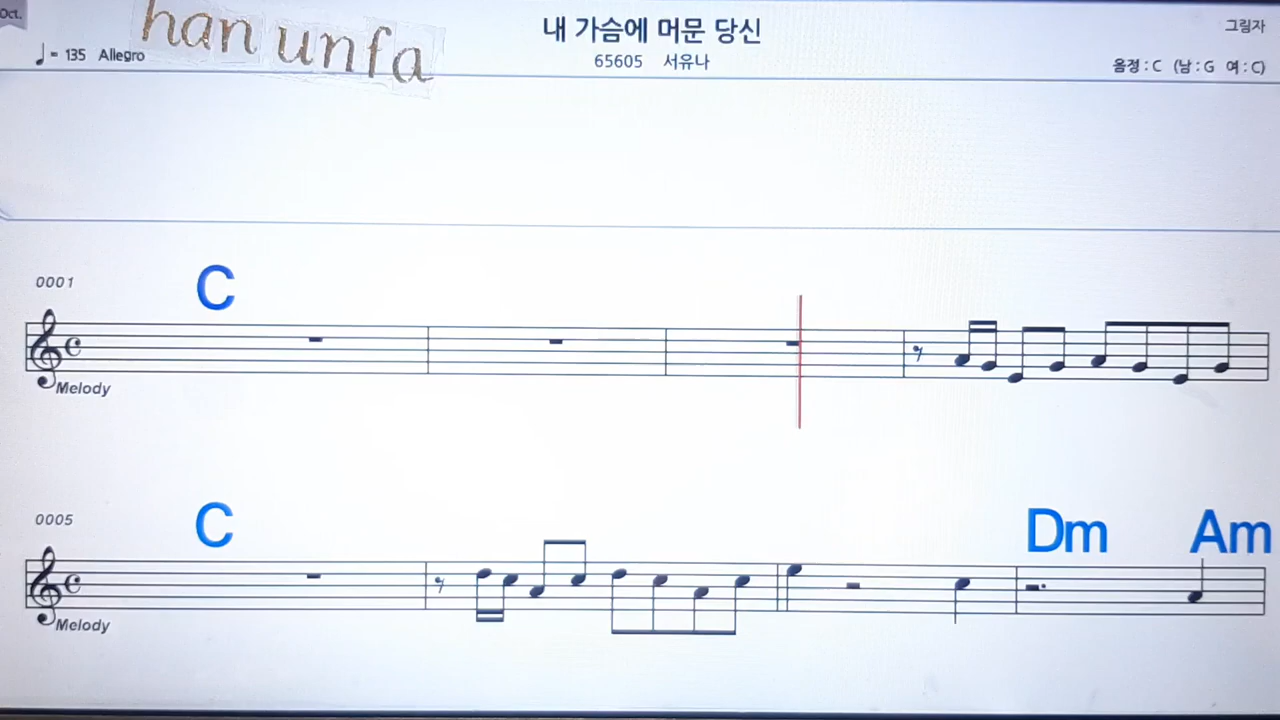 Oct.
han unfa
내 가슴에 머문 당신
그림자
♩= 135 Allegro
65605 서유나
음정 : C (남 : G 여 : C)
0001
C
Melody
0005
C
Dm Am
Melody